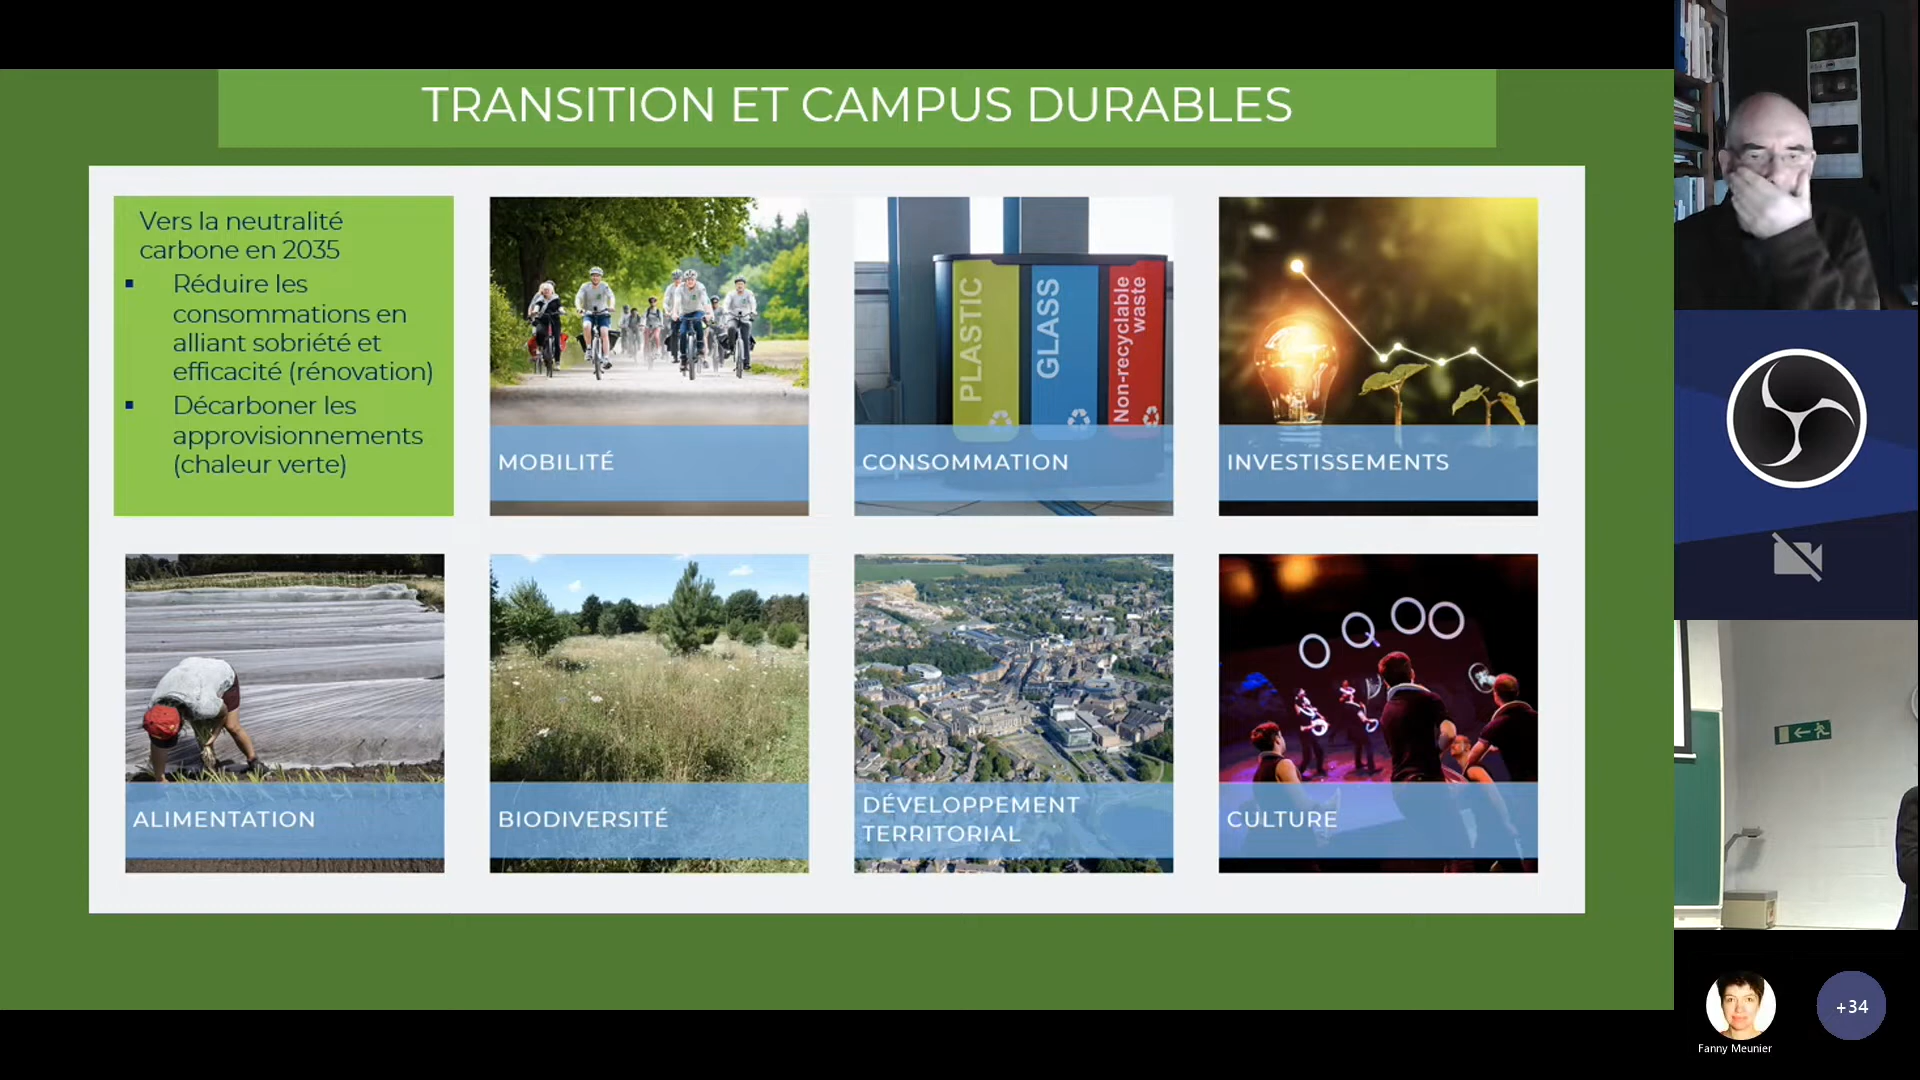 TRANSITION ET CAMPUS DURABLES
Vers la neutralité
carbone en 2035
▪ Réduire les
consommations en
alliant sobriété et
efficacité (rénovation)
▪ Décarboner les
approvisionnements
(chaleur verte)
MOBILITÉ
PLASTIC
GLASS
Non-recyclable
waste
CONSOMMATION
INVESTISSEMENTS
ALIMENTATION
BIODIVERSITÉ
DÉVELOPPEMENT
TERRITORIAL
CULTURE
+34
Fanny Meunier